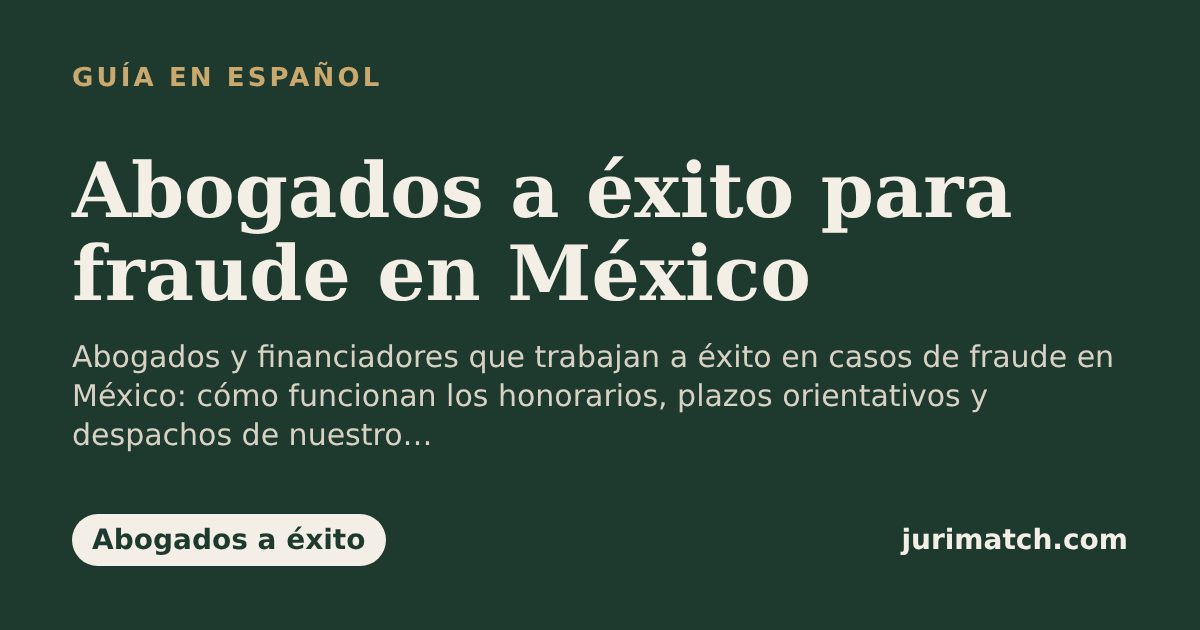 GUÍA EN ESPAÑOL
Abogados a éxito para
fraude en México
Abogados y financiadores que trabajan a éxito en casos de fraude en
México: cómo funcionan los honorarios, plazos orientativos y
despachos de nuestro…
Abogados a éxito
jurimatch.com